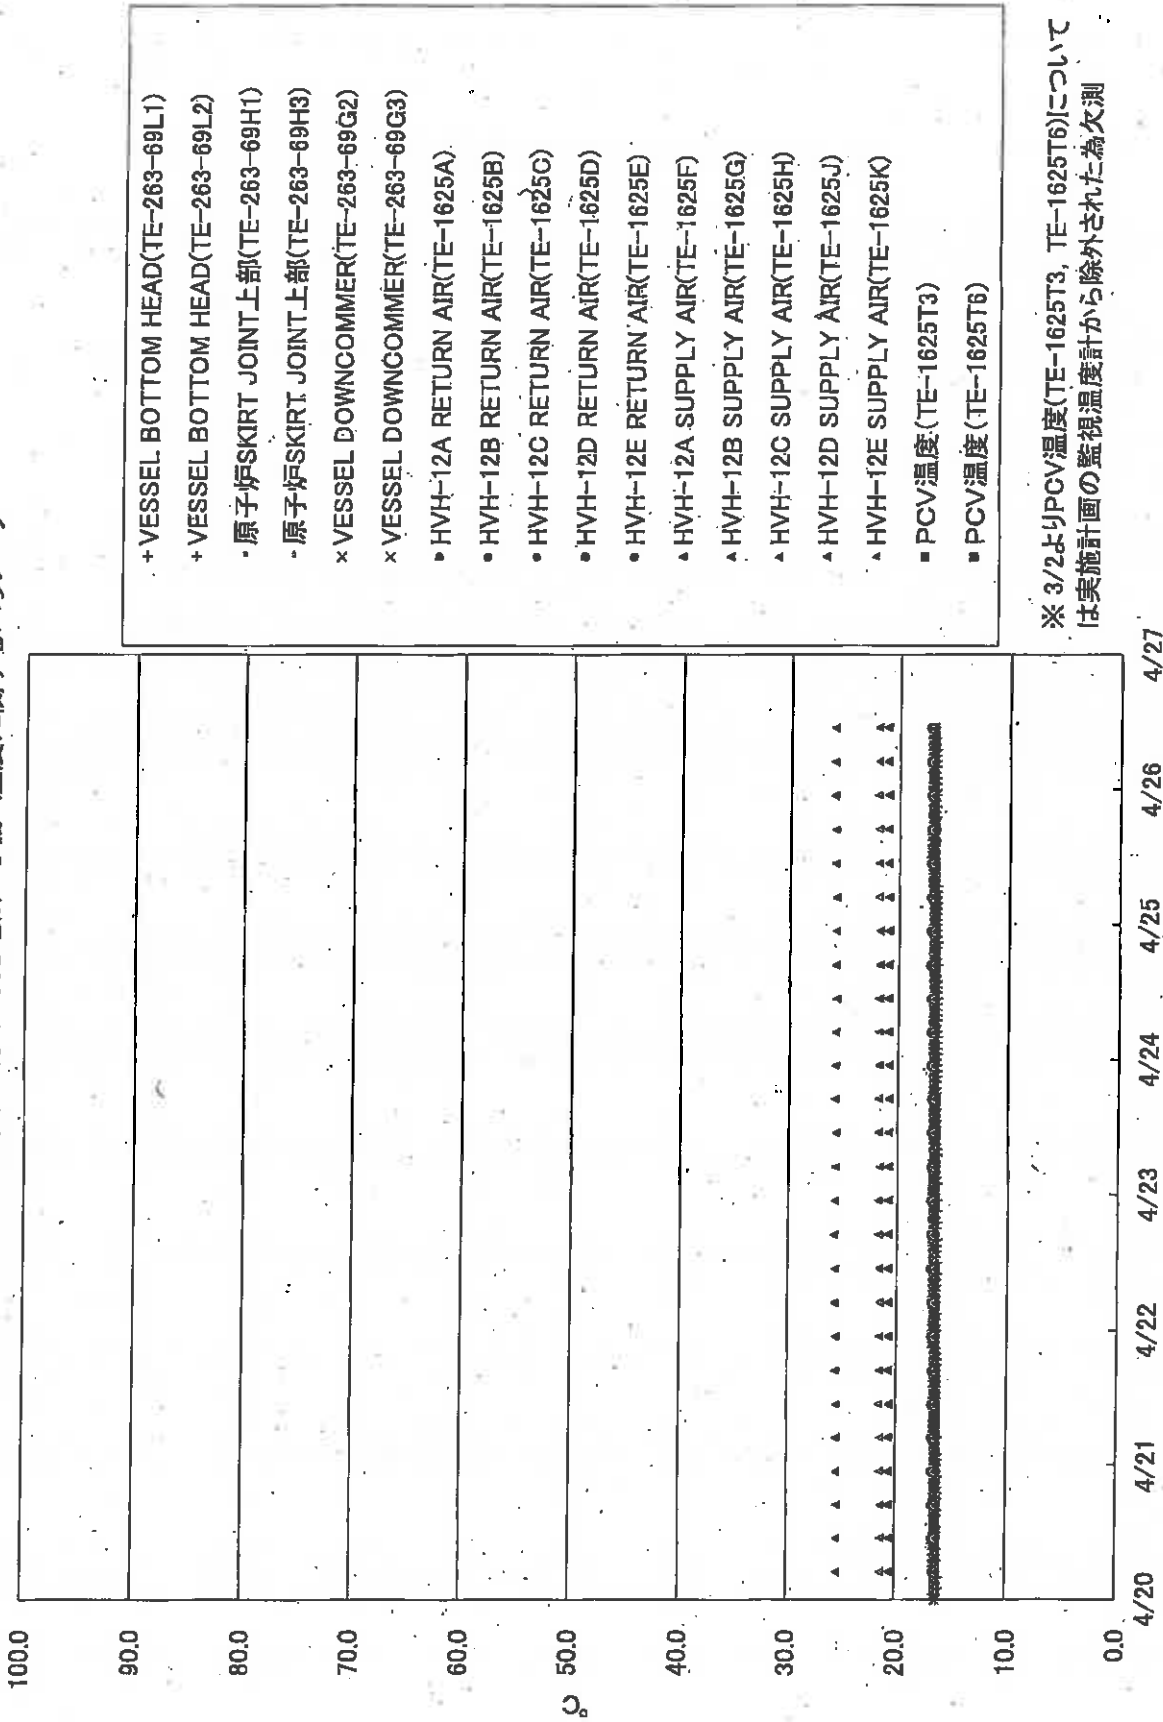 100.0
90.0
80.0
70.0
60.0
50.0
40.0
30.0
20.0
10.0
0.0
℃
4/20
4/21
4/22
4/23
4/24
4/25
4/26
4/27
+ VESSEL BOTTOM HEAD(TE-263-69L1)
+ VESSEL BOTTOM HEAD(TE-263-69L2)
- 原子炉SKIRT JOINT上部(TE-263-69H1)
- 原子炉SKIRT JOINT上部(TE-263-69H3)
× VESSEL DOWNCOMMER(TE-263-69G2)
× VESSEL DOWNCOMMER(TE-263-69G3)
● HVH-12A RETURN AIR(TE-1625A)
● HVH-12B RETURN AIR(TE-1625B)
● HVH-12C RETURN AIR(TE-1625C)
● HVH-12D RETURN AIR(TE-1625D)
● HVH-12E RETURN AIR(TE-1625E)
▲ HVH-12A SUPPLY AIR(TE-1625F)
▲ HVH-12B SUPPLY AIR(TE-1625G)
▲ HVH-12C SUPPLY AIR(TE-1625H)
▲ HVH-12D SUPPLY AIR(TE-1625J)
▲ HVH-12E SUPPLY AIR(TE-1625K)
■ PCV温度(TE-1625T3)
■ PCV温度(TE-1625T6)
※ 3/2よりPCV温度(TE-1625T3, TE-1625T6)について
は実施計画の監視温度計から除外された為欠測